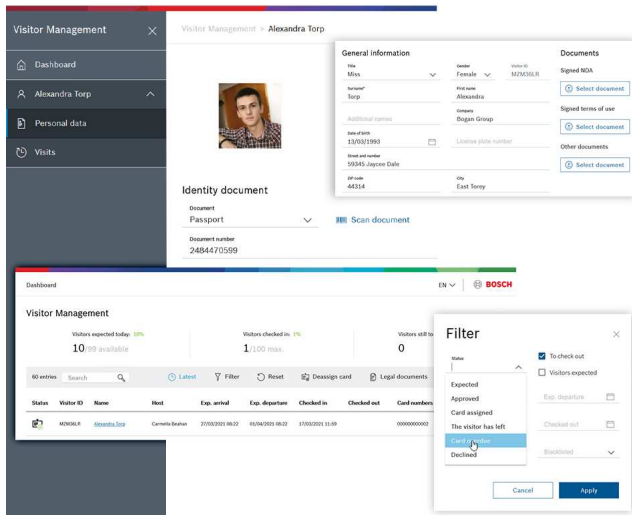 Visitor Management
Dashboard
Alexandra Torp
Personal data
Visits
Visitor Management > Alexandra Torp
Identity document
Document
Passport
Scan document
Document number
2484470599
General information
Title
Miss
Gender
Female
Visitor ID
MZM36LR
Surname*
Torp
First name
Alexandra
Additional names
Company
Bogan Group
Date of birth
13/03/1993
License plate number
Street and number
59345 Jaycee Dale
ZIP code
44314
City
East Torey
Documents
Signed NDA
Select document
Signed terms of use
Select document
Other documents
Select document
Dashboard
EN
BOSCH
Visitor Management
Visitors expected today: 10%
10/99 available
Visitors checked in: 1%
1/100 max.
Visitors still to
0
60 entries
Search
Latest
Filter
Reset
Deassign card
Legal documents
Status Visitor ID Name Host Exp. arrival Exp. departure Checked in Checked out Card numbers
MZM36LR Alexandra Torp Carmella Beahan 27/03/2021 08:22 01/04/2021 08:22 17/03/2021 11:59 000000000002
Filter
Status
Expected
Approved
Card assigned
The visitor has left
Card overdue
Declined
To check out
Visitors expected
Exp. departure
Checked out
Blacklisted
Cancel
Apply